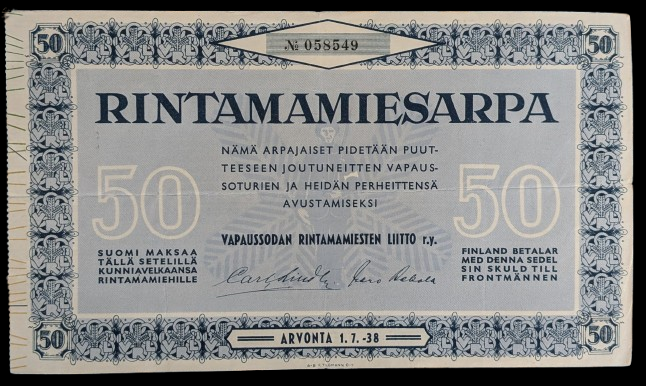 50
№ 058549
50
RINTAMAMIESARPA
NÄMÄ ARPAJAISET PIDETÄÄN PUUT-
TEESEEN JOUTUNEITTEN VAPAUS-
SOTURIEN JA HEIDÄN PERHEITTENSÄ
AVUSTAMISEKSI
50
50
VAPAUSSODAN RINTAMAMIESTEN LIITTO r.y.
SUOMI MAKSAA
TÄLLÄ SETELILLÄ
KUNNIAVELKAANSA
RINTAMAMIEHILLE
FINLAND BETALAR
MED DENNA SEDEL
SIN SKULD TILL
FRONTMÄNNEN
50
ARVONTA 1.7.-38
50